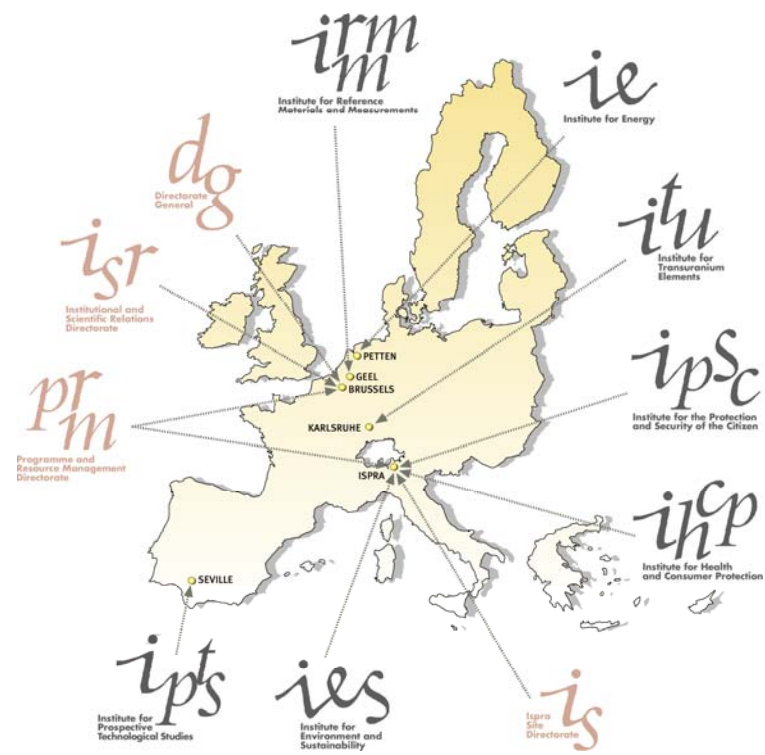 irmm
Institute for Reference
Materials and Measurements
ie
Institute for Energy
dg
Directorate
General
itu
Institute for
Transuranium
Elements
isr
Institutional and
Scientific Relations
Directorate
PETTEN
GEEL
BRUSSELS
ipsc
Institute for the Protection
and Security of the Citizen
prm
Programme and
Resource Management
Directorate
KARLSRUHE
ISPRA
ihcp
Institute for Health
and Consumer Protection
SEVILLE
ipts
Institute for
Prospective
Technological Studies
ies
Institute for
Environment and
Sustainability
is
Ispra
Site
Directorate